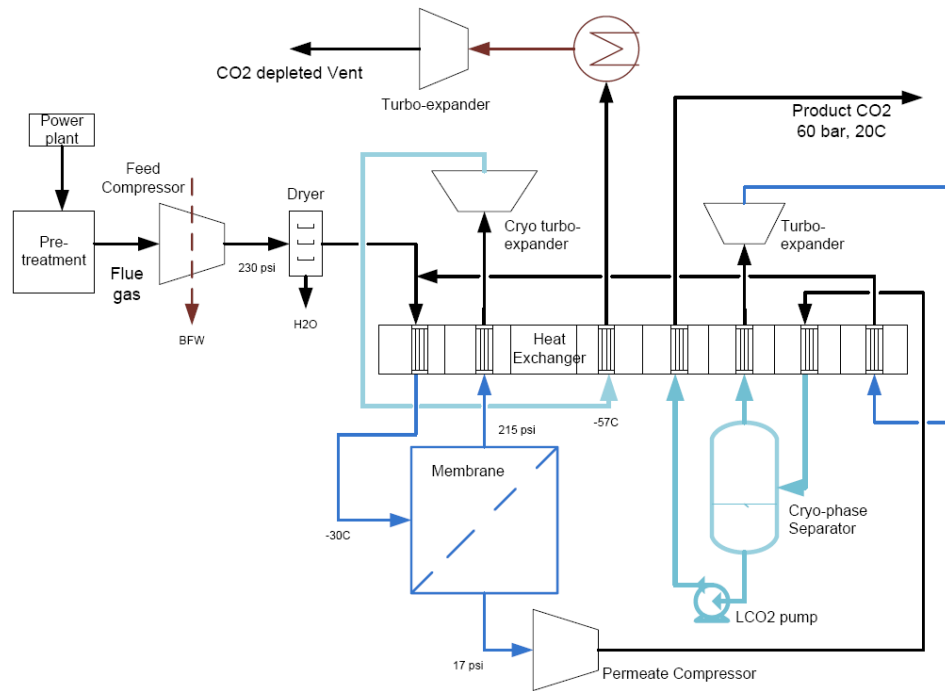 CO2 depleted Vent
Turbo-expander
Product CO2
60 bar, 20C
Power
plant
Feed
Compressor
Dryer
Cryo turbo-
expander
Turbo-
expander
Pre-
treatment
Flue
gas
230 psi
BFW
H2O
Heat
Exchanger
215 psi
-57C
Membrane
-30C
Cryo-phase
Separator
LCO2 pump
17 psi
Permeate Compressor